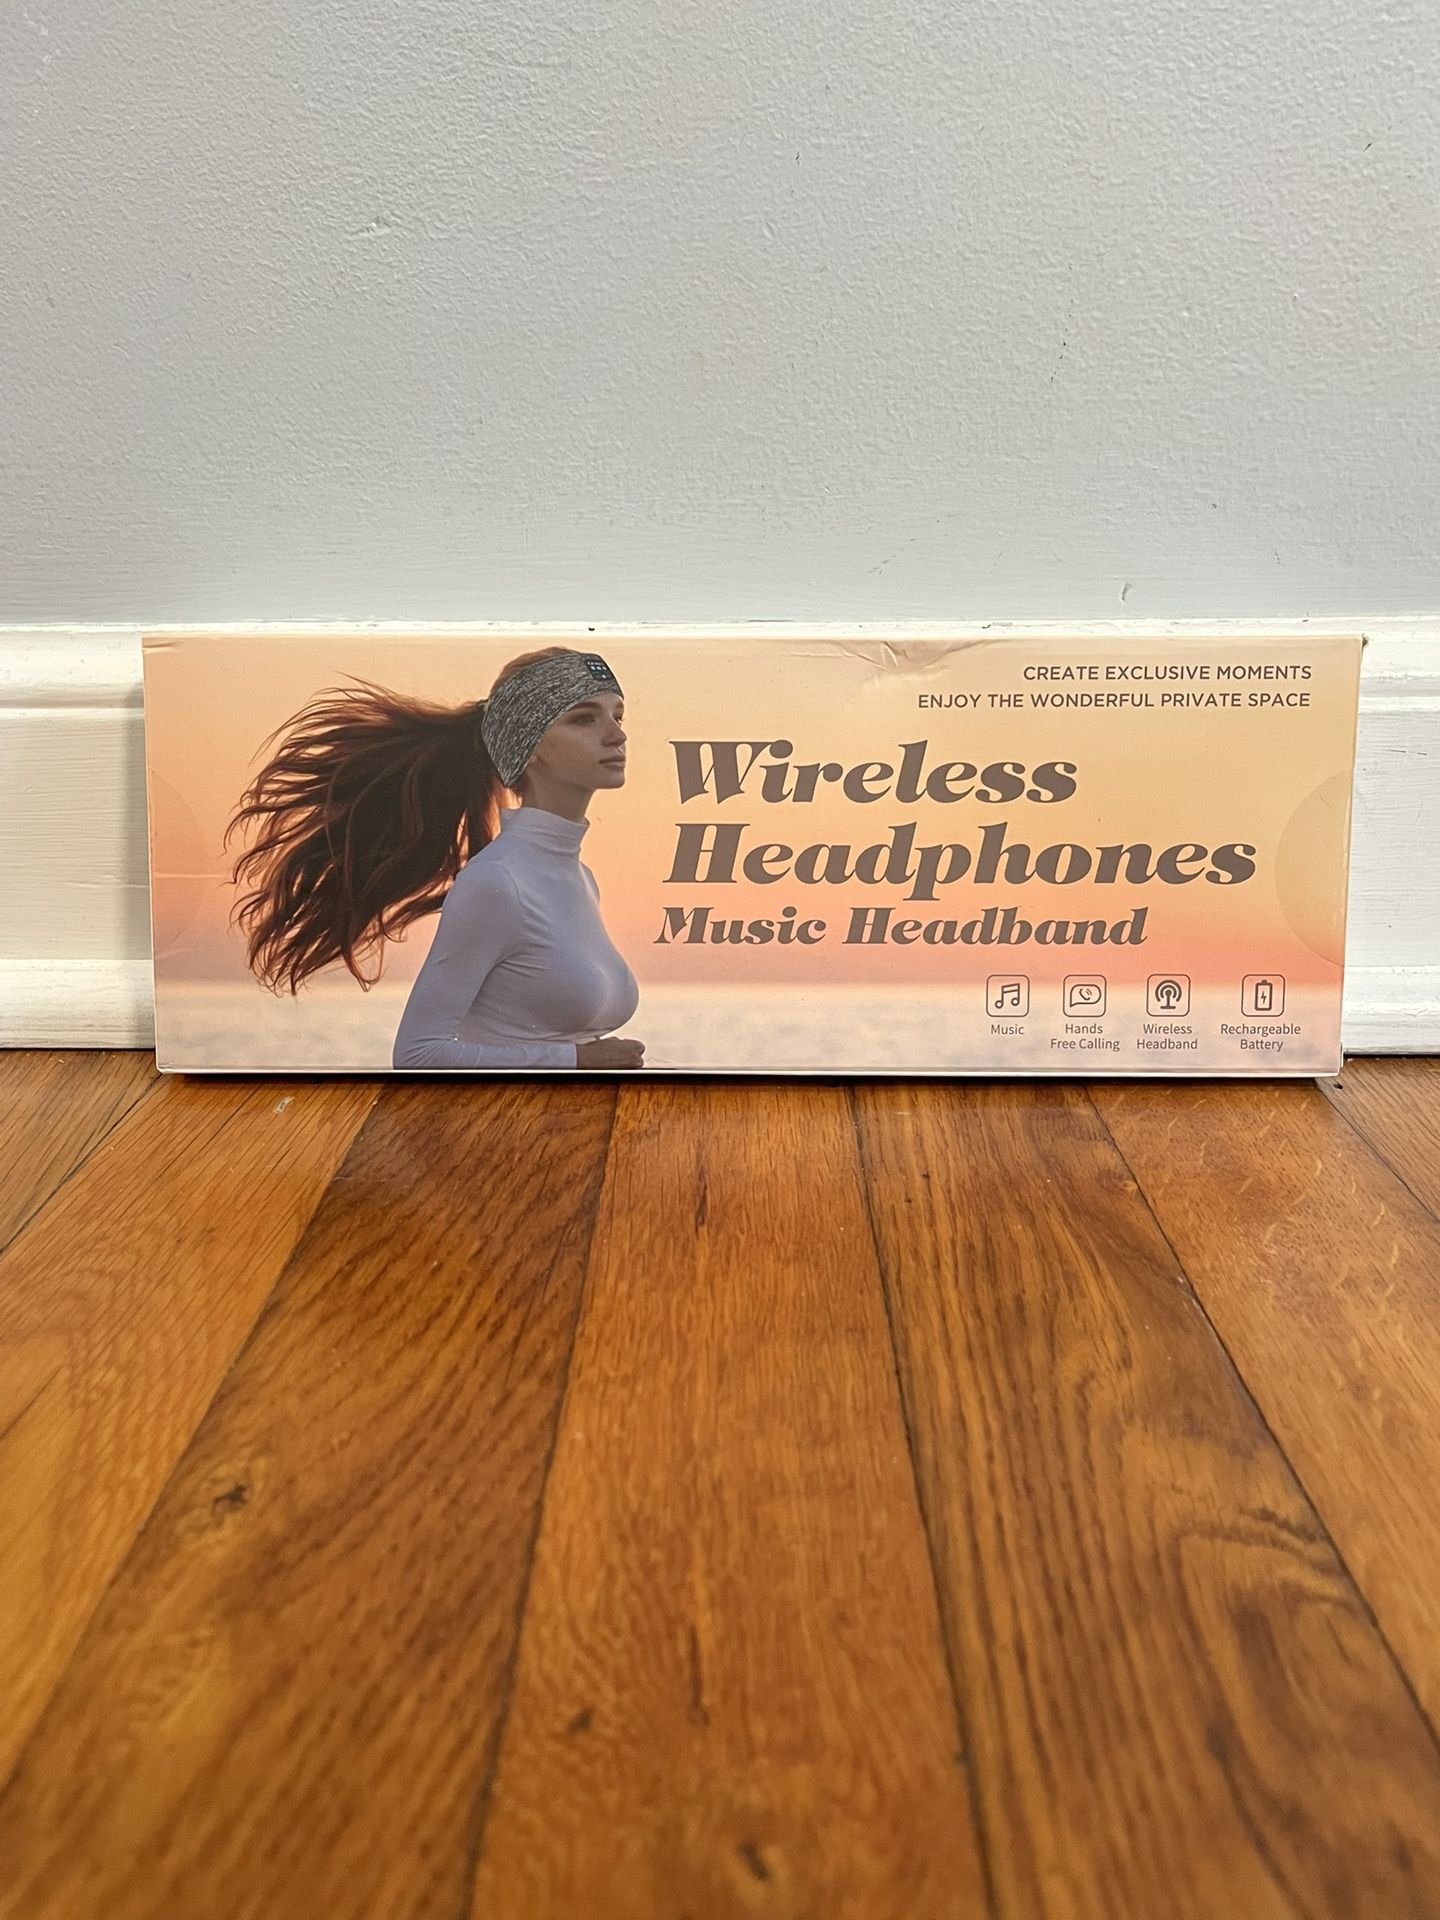 CREATE EXCLUSIVE MOMENTS
ENJOY THE WONDERFUL PRIVATE SPACE
Wireless
Headphones
Music Headband
Music
Hands
Free Calling
Wireless
Headband
Rechargeable
Battery